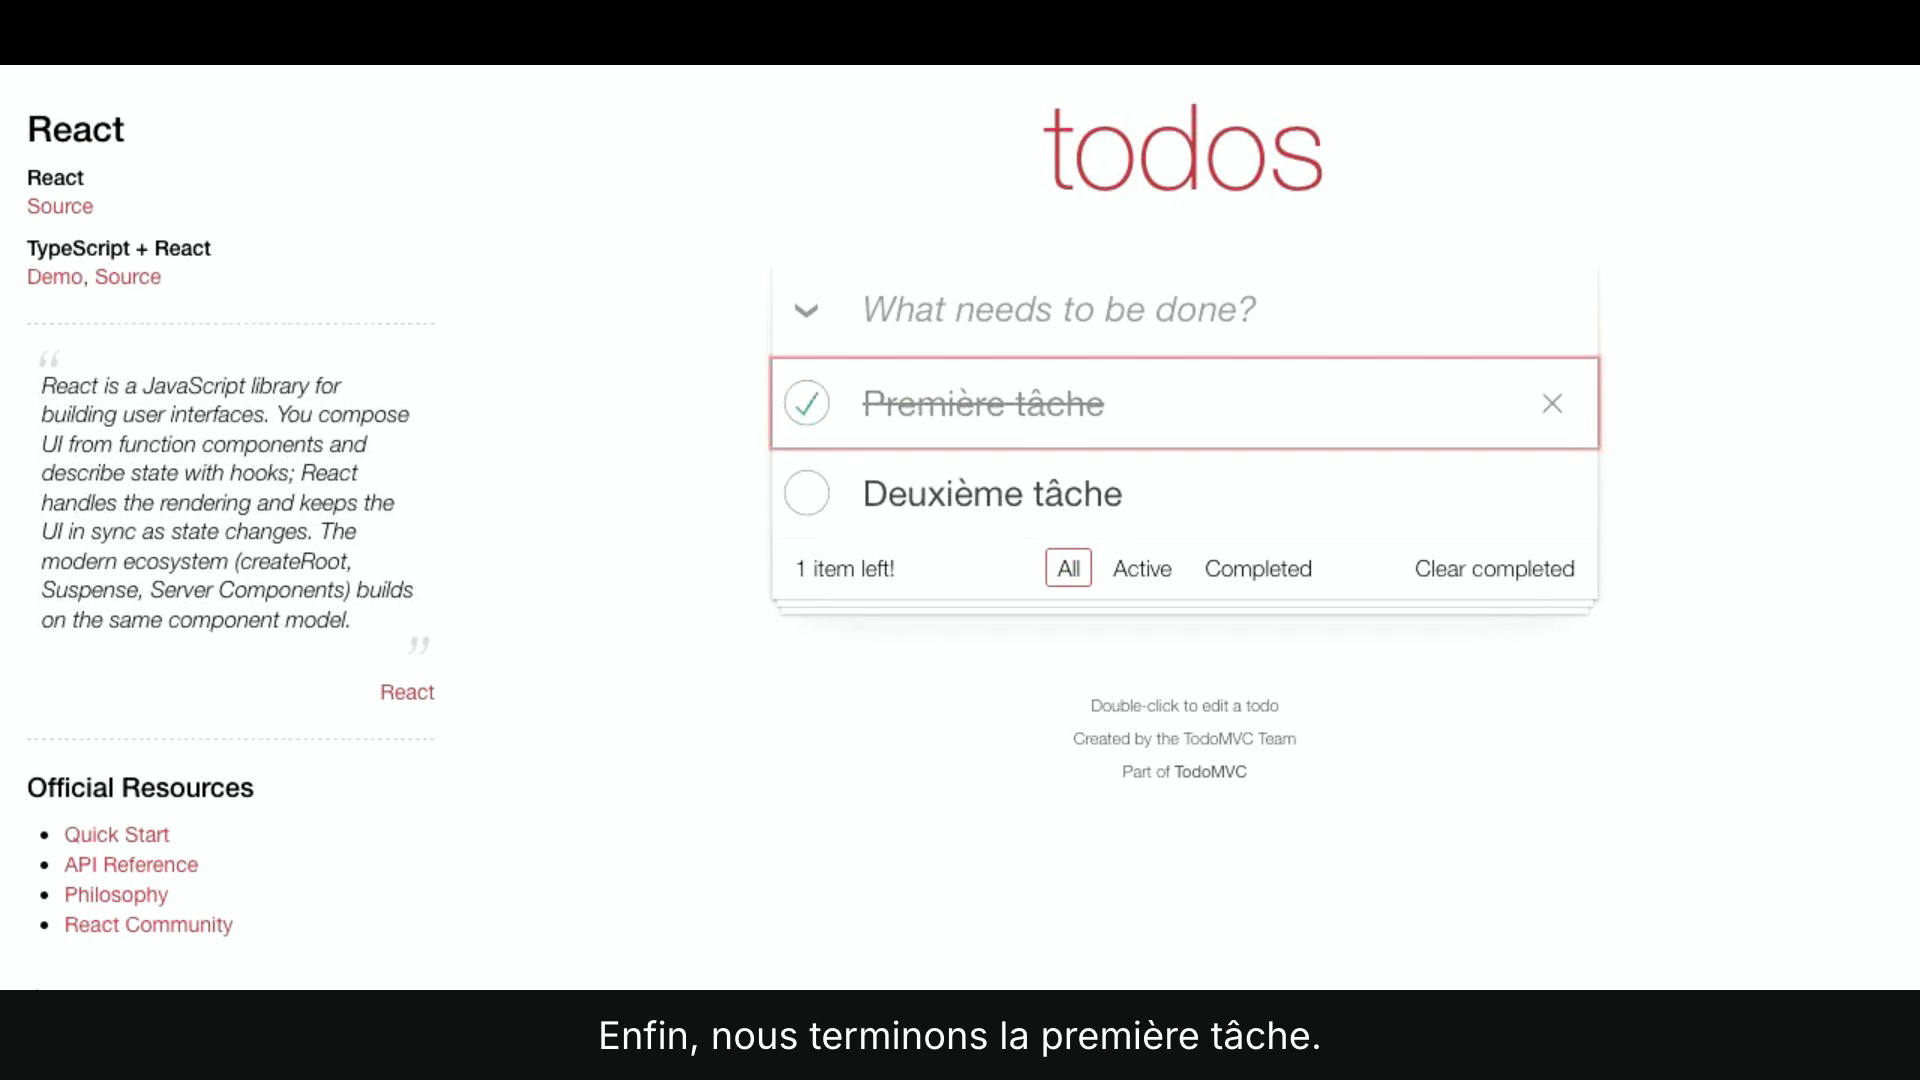 React
React
Source
TypeScript + React
Demo, Source
“
React is a JavaScript library for
building user interfaces. You compose
UI from function components and
describe state with hooks; React
handles the rendering and keeps the
UI in sync as state changes. The
modern ecosystem (createRoot,
Suspense, Server Components) builds
on the same component model.
”
React
Official Resources
Quick Start
API Reference
Philosophy
React Community
todos
What needs to be done?
Première tâche
Deuxième tâche
1 item left!
All Active Completed
Clear completed
Double-click to edit a todo
Created by the TodoMVC Team
Part of TodoMVC
Enfin, nous terminons la première tâche.